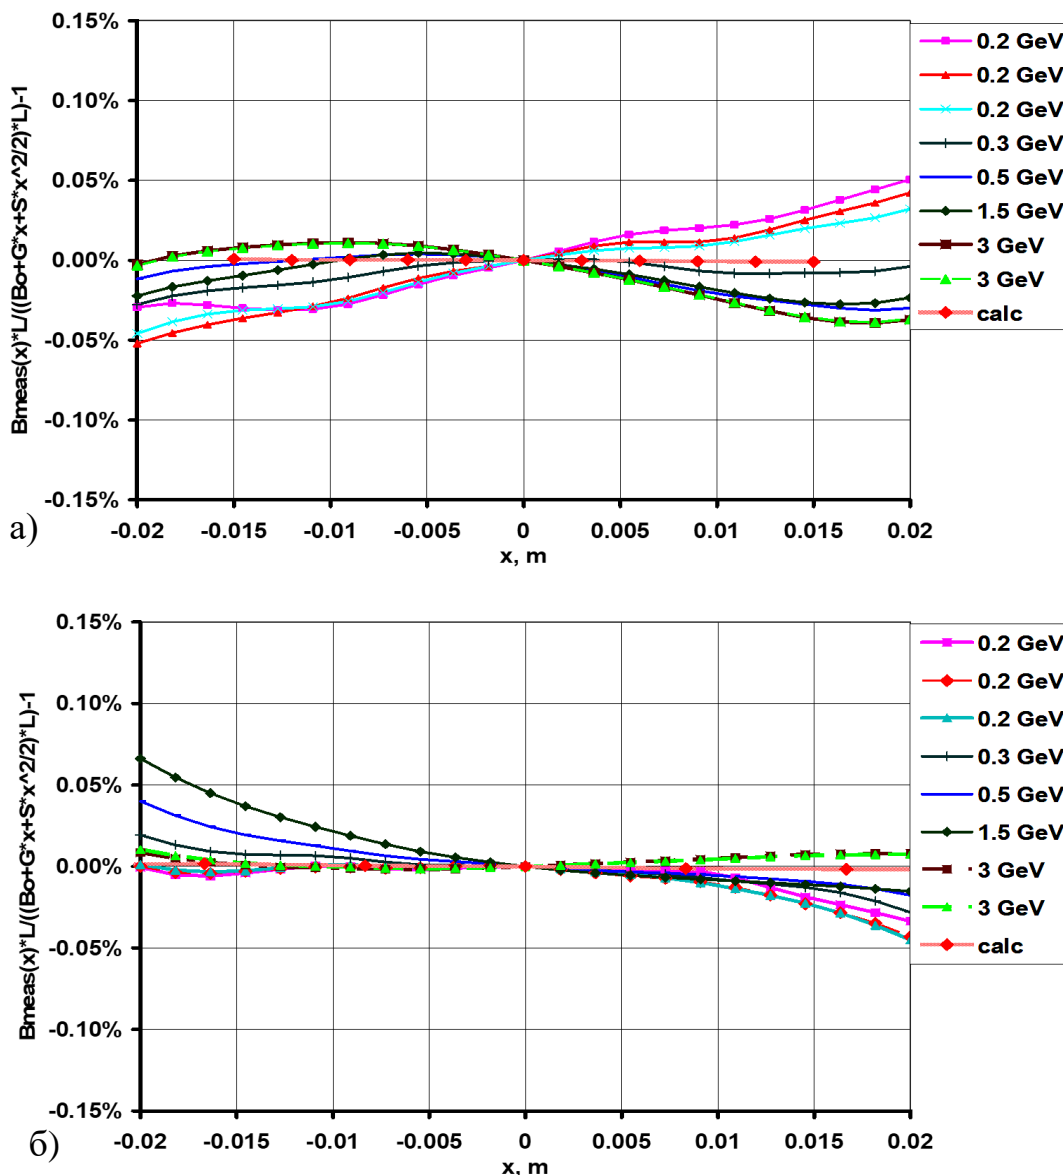 Bmeas(x)*L/((Bo+G*x+S*x^2/2)*L)-1
0.15%
0.10%
0.05%
0.00%
-0.05%
-0.10%
-0.15%
-0.02
-0.015
-0.01
-0.005
0
0.005
0.01
0.015
0.02
x, m
0.2 GeV
0.2 GeV
0.2 GeV
0.3 GeV
0.5 GeV
1.5 GeV
3 GeV
3 GeV
calc
а)
Bmeas(x)*L/((Bo+G*x+S*x^2/2)*L)-1
0.15%
0.10%
0.05%
0.00%
-0.05%
-0.10%
-0.15%
-0.02
-0.015
-0.01
-0.005
0
0.005
0.01
0.015
0.02
x, m
0.2 GeV
0.2 GeV
0.2 GeV
0.3 GeV
0.5 GeV
1.5 GeV
3 GeV
3 GeV
calc
б)